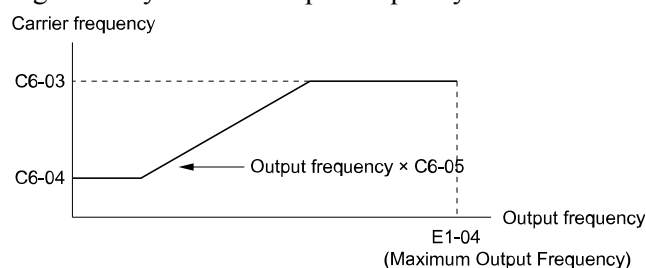 Carrier frequency
C6-03
C6-04
Output frequency × C6-05
Output frequency
E1-04
(Maximum Output Frequency)